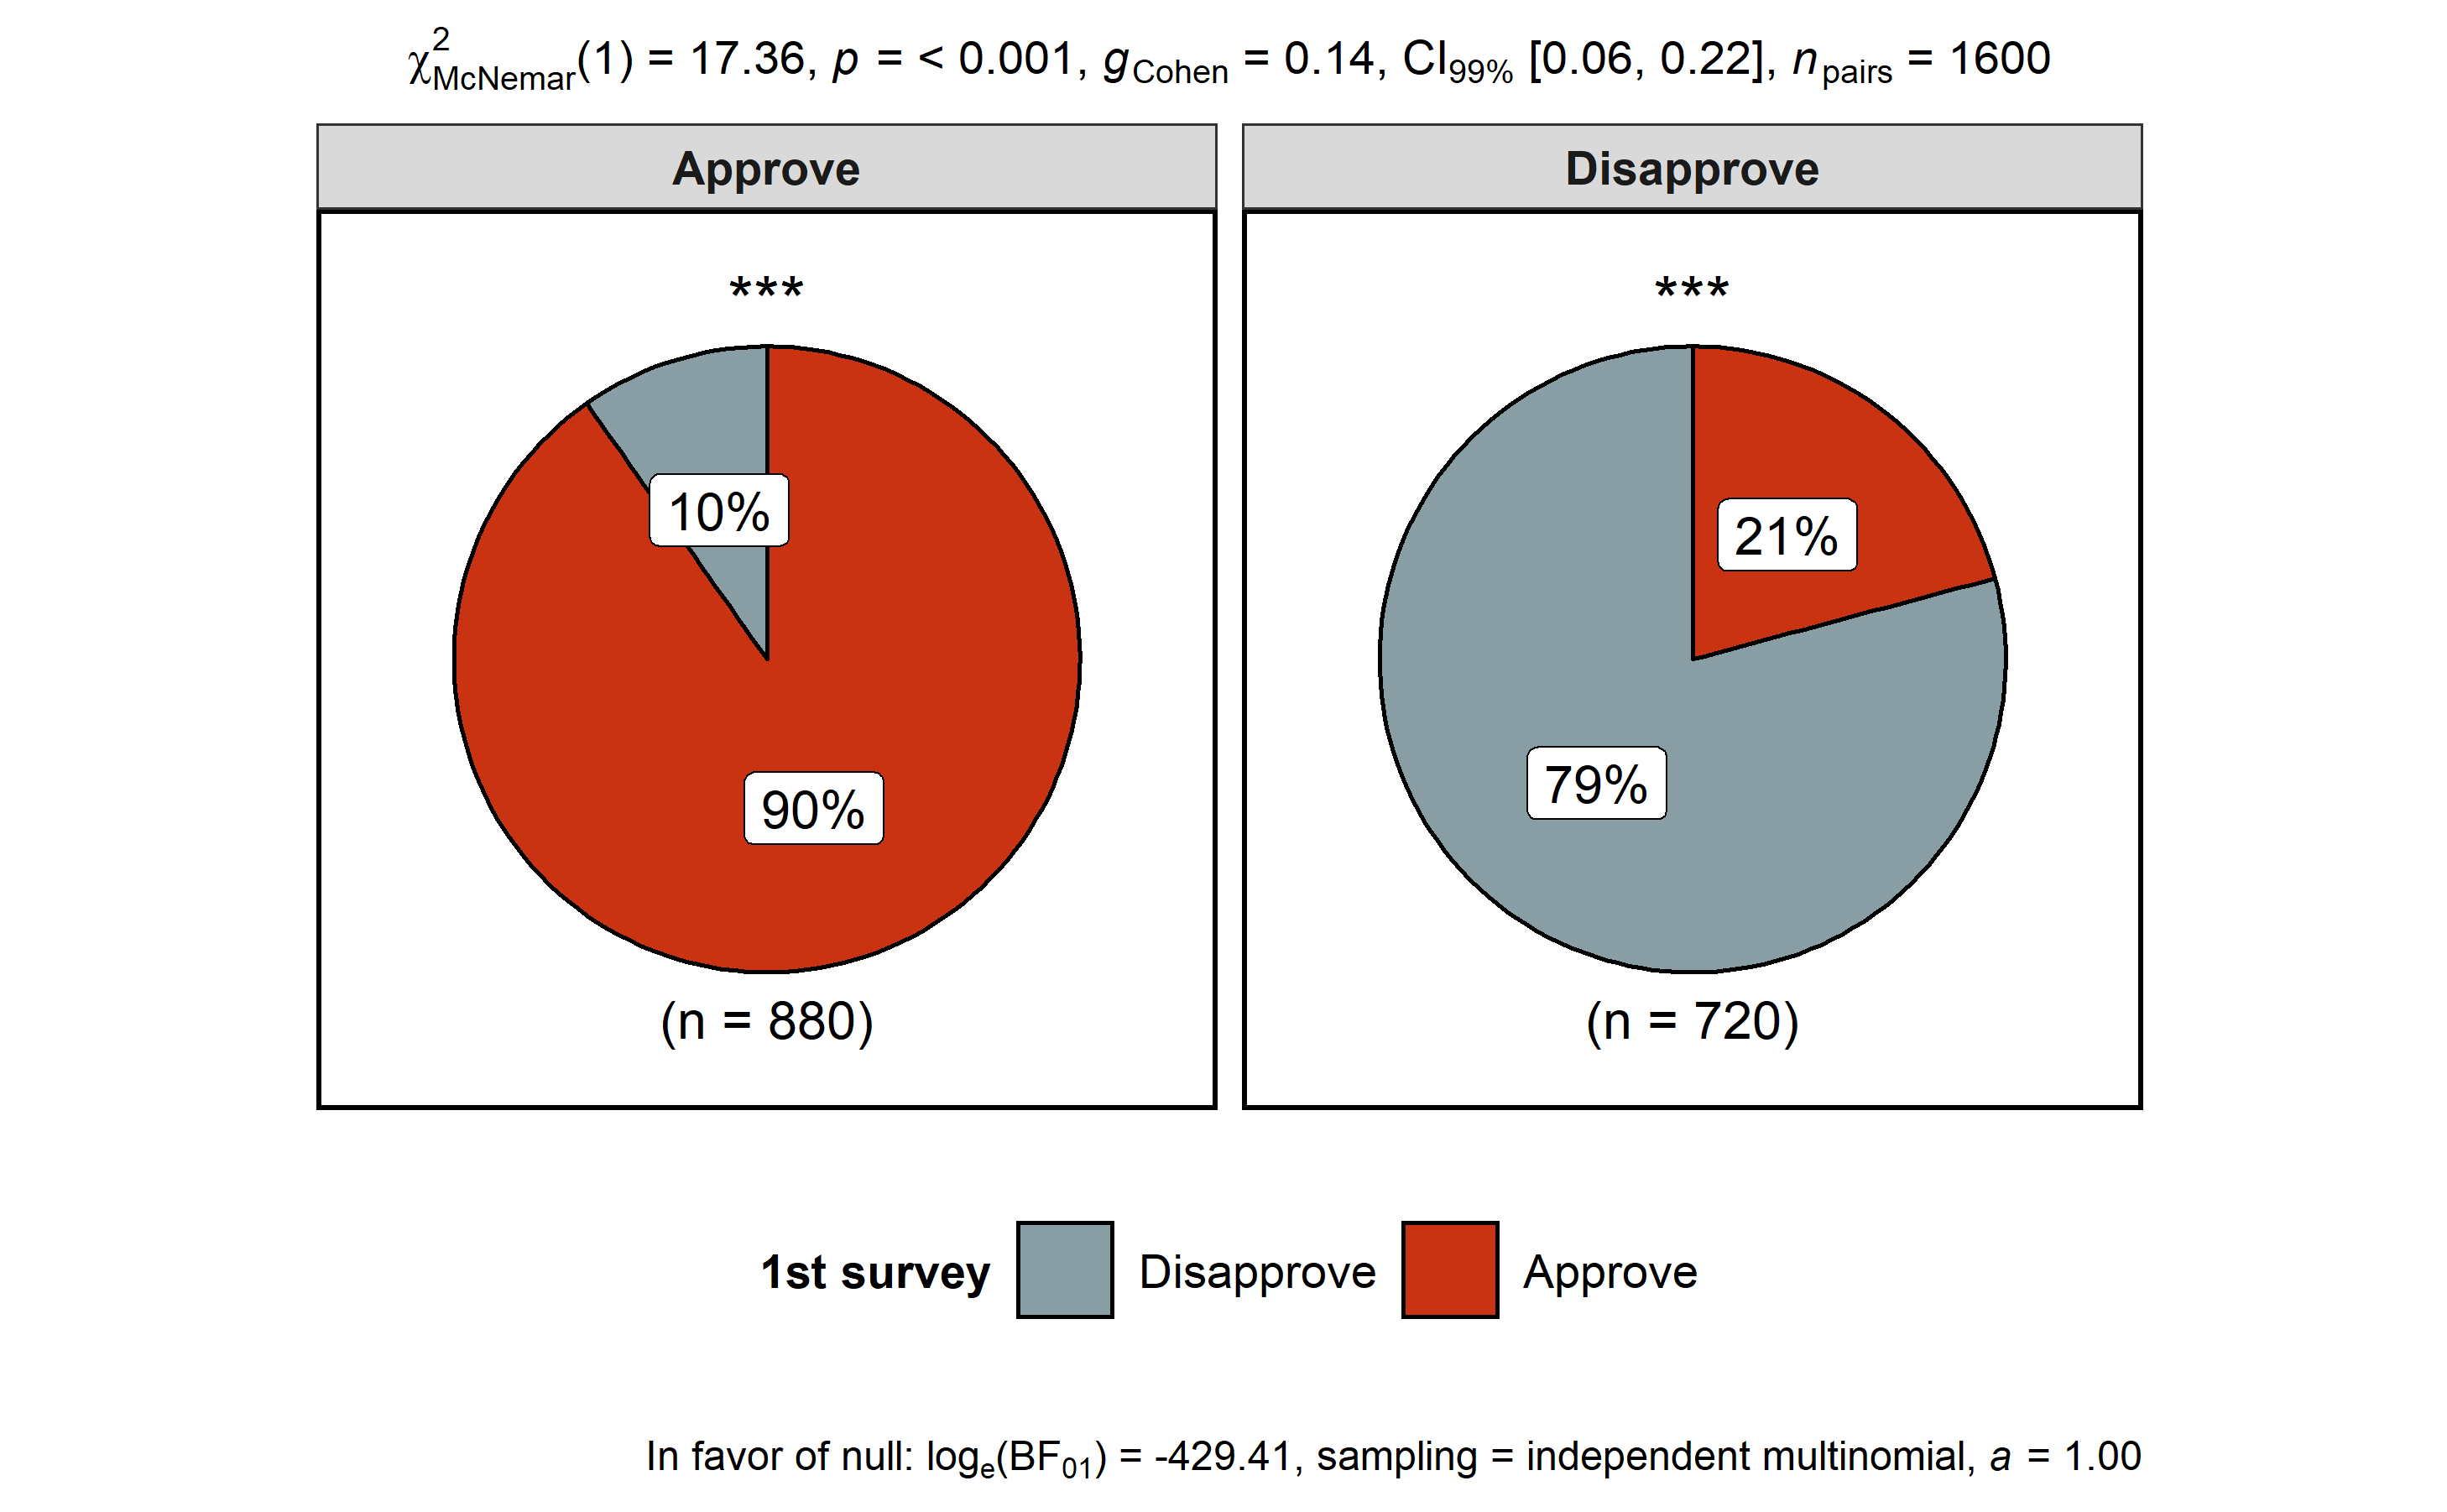 χ²McNemar(1) = 17.36, p = < 0.001, gCohen = 0.14, CI99% [0.06, 0.22], npairs = 1600
Approve
Disapprove
***
***
10%
90%
21%
79%
(n = 880)
(n = 720)
1st survey Disapprove Approve
In favor of null: loge(BF01) = -429.41, sampling = independent multinomial, a = 1.00